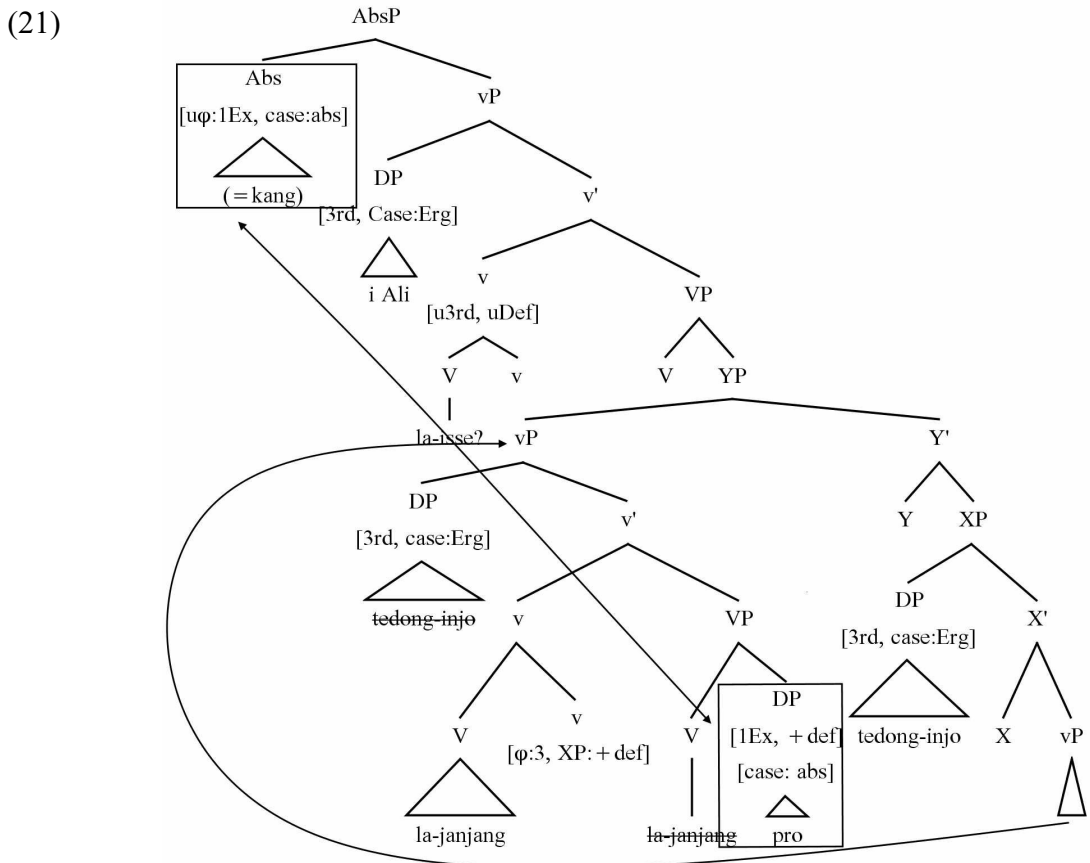 (21)
AbsP
Abs
vP
[uφ:1Ex, case:abs]
DP
v'
(=kang)
[3rd, Case:Erg]
v
VP
i Ali
[u3rd, uDef]
V v V YP
la-isse? vP Y'
DP
v'
Y XP
[3rd, case:Erg]
DP
tedong-injo
v
VP
X'
[3rd, case:Erg]
DP
V
v
V
[1Ex, +def]
tedong-injo
X
vP
[φ:3, XP:+def]
[case: abs]
la-janjang
la-janjang
pro